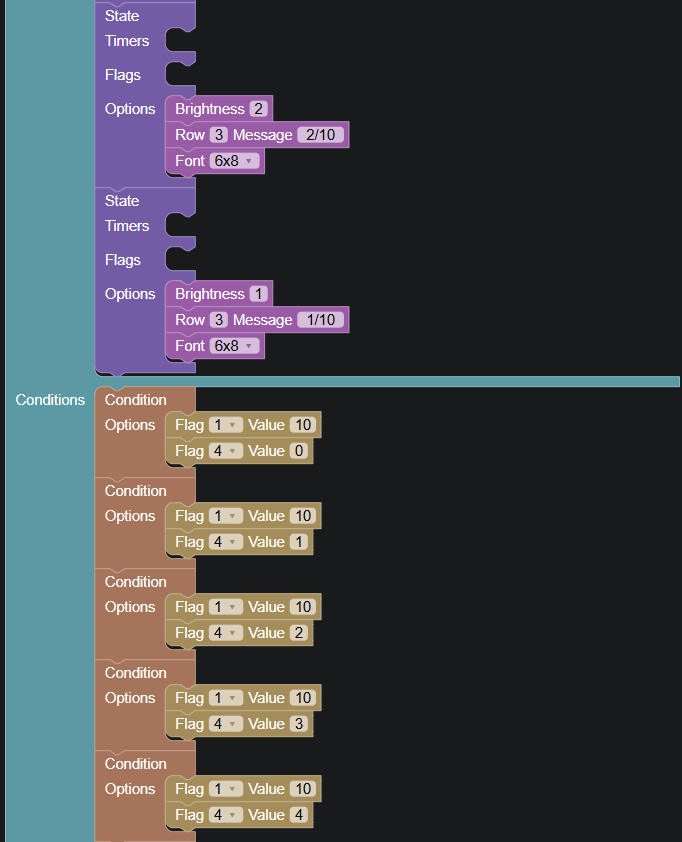 State
Timers
Flags
Options Brightness 2
Row 3 Message 2/10
Font 6x8
State
Timers
Flags
Options Brightness 1
Row 3 Message 1/10
Font 6x8
Conditions Condition
Options Flag 1 Value 10
Flag 4 Value 0
Condition
Options Flag 1 Value 10
Flag 4 Value 1
Condition
Options Flag 1 Value 10
Flag 4 Value 2
Condition
Options Flag 1 Value 10
Flag 4 Value 3
Condition
Options Flag 1 Value 10
Flag 4 Value 4